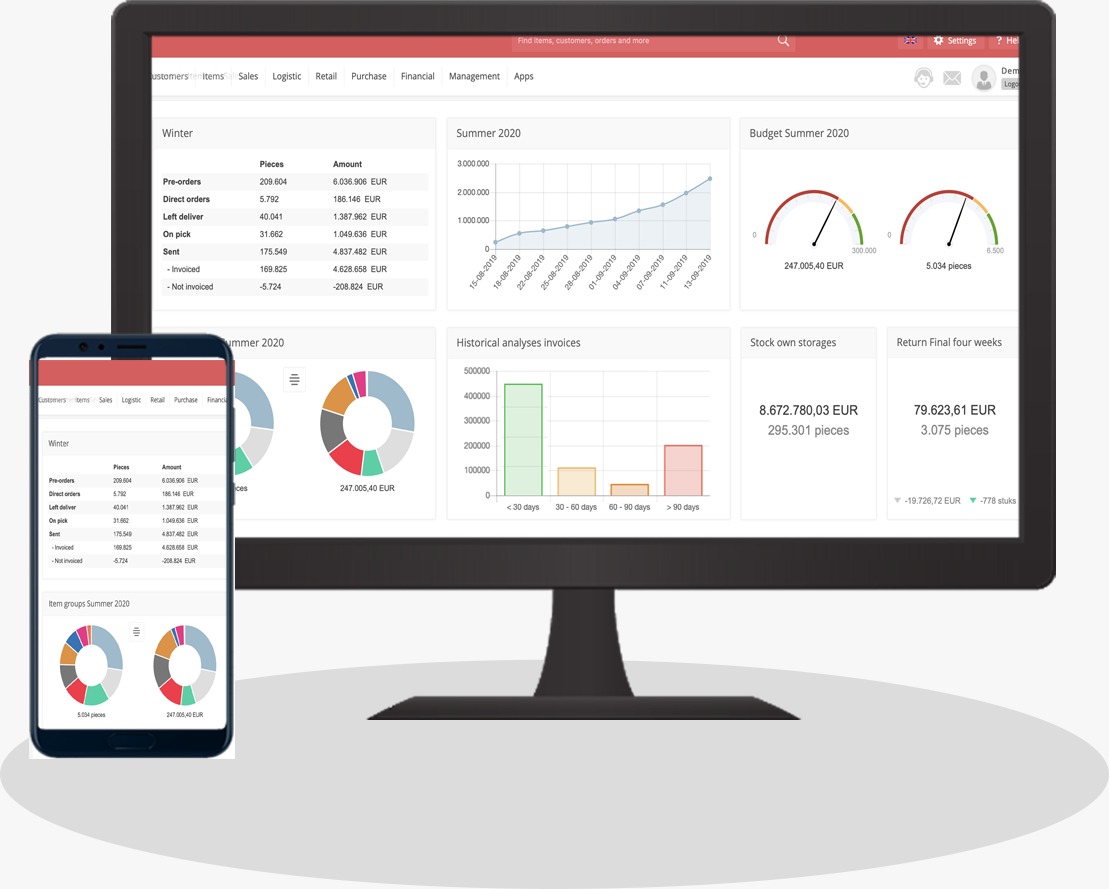 Find items, customers, orders and more
Settings
? Hel
ustomers Items Sales Logistic Retail Purchase Financial Management Apps
Dem
Logo
Winter
Pieces Amount
Pre-orders 209.604 6.036.906 EUR
Direct orders 5.792 186.146 EUR
Left deliver 40.041 1.387.962 EUR
On pick 31.662 1.049.636 EUR
Sent 175.549 4.837.482 EUR
- Invoiced 169.825 4.628.658 EUR
- Not invoiced -5.724 -208.824 EUR
Summer 2020
3.000.000
2.000.000
1.000.000
0
15-08-2019 18-08-2019 22-08-2019 25-08-2019 28-08-2019 01-09-2019 04-09-2019 07-09-2019 11-09-2019 13-09-2019
Budget Summer 2020
0 300.000
247.005,40 EUR
0 6.500
5.034 pieces
ummer 2020
ces
247.005,40 EUR
Historical analyses invoices
500000
400000
300000
200000
100000
0
< 30 days 30 - 60 days 60 - 90 days > 90 days
Stock own storages
8.672.780,03 EUR
295.301 pieces
Return Final four weeks
79.623,61 EUR
3.075 pieces
-19.726,72 EUR -778 stuks
Customers Items Sales Logistic Retail Purchase Financia
Winter
Pieces Amount
Pre-orders 209.604 6.036.906 EUR
Direct orders 5.792 186.146 EUR
Left deliver 40.041 1.387.962 EUR
On pick 31.662 1.049.636 EUR
Sent 175.549 4.837.482 EUR
- Invoiced 169.825 4.628.658 EUR
- Not invoiced -5.724 -208.824 EUR
Item groups Summer 2020
5.034 pieces
247.005,40 EUR